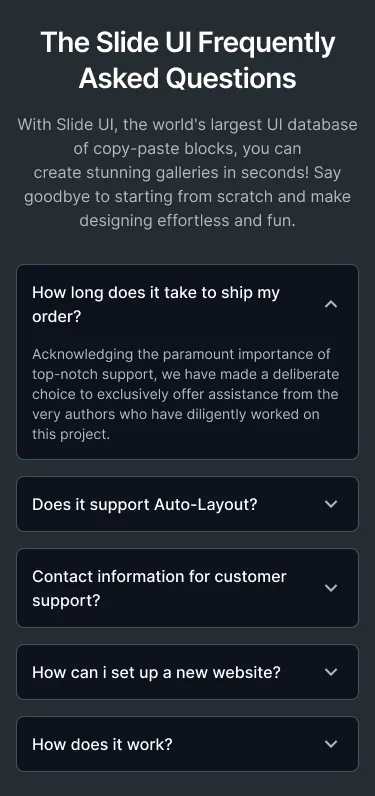 The Slide UI Frequently
Asked Questions
With Slide UI, the world's largest UI database
of copy-paste blocks, you can
create stunning galleries in seconds! Say
goodbye to starting from scratch and make
designing effortless and fun.
How long does it take to ship my
order?
Acknowledging the paramount importance of
top-notch support, we have made a deliberate
choice to exclusively offer assistance from the
very authors who have diligently worked on
this project.
Does it support Auto-Layout?
Contact information for customer
support?
How can i set up a new website?
How does it work?